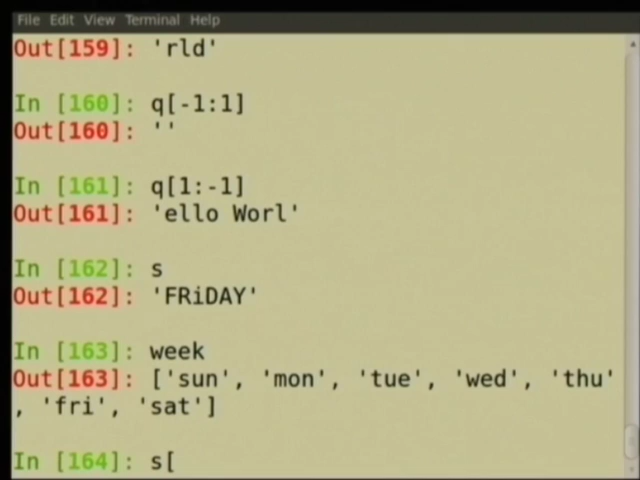 File Edit View Terminal Help
Out[159]: 'rld'
In [160]: q[-1:1]
Out[160]: ''
In [161]: q[1:-1]
Out[161]: 'ello Worl'
In [162]: s
Out[162]: 'FRiDAY'
In [163]: week
Out[163]: ['sun', 'mon', 'tue', 'wed', 'thu'
, 'fri', 'sat']
In [164]: s[